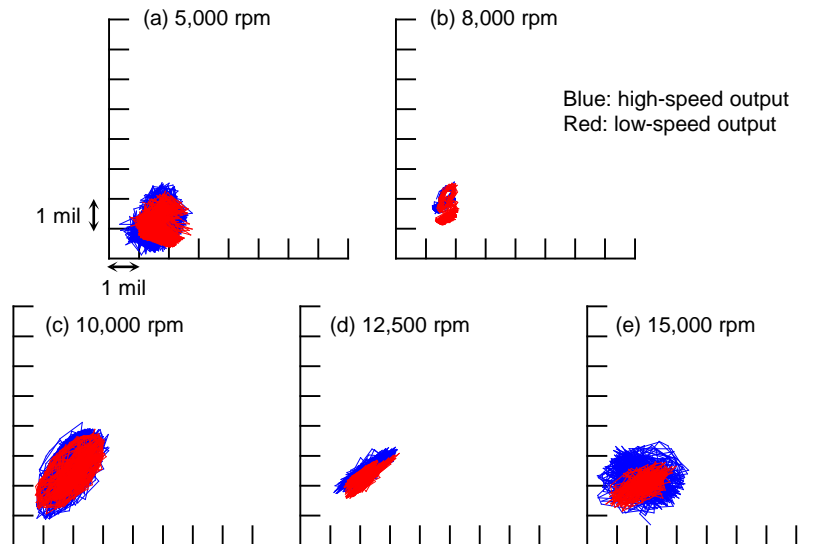 (a) 5,000 rpm
(b) 8,000 rpm
Blue: high-speed output
Red: low-speed output
1 mil
1 mil
(c) 10,000 rpm
(d) 12,500 rpm
(e) 15,000 rpm